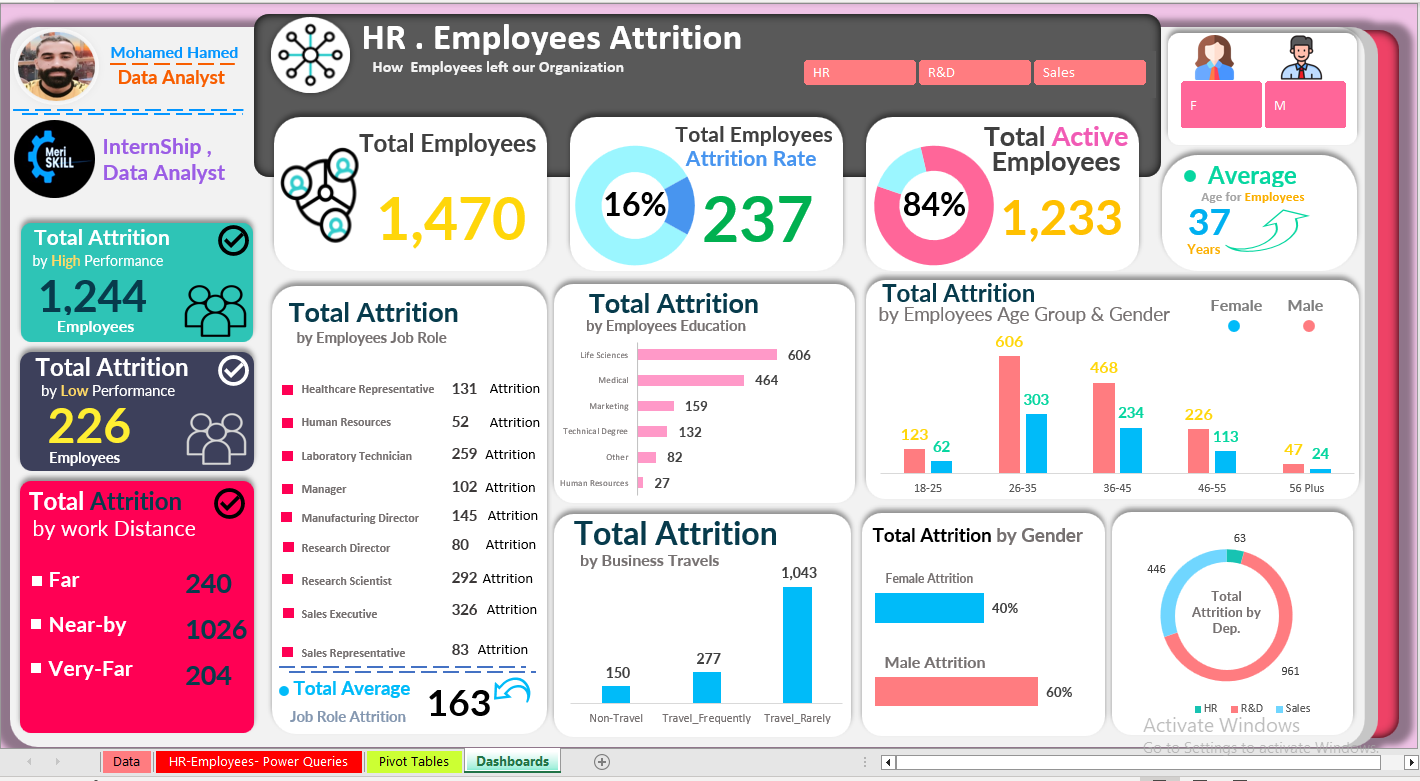 Mohamed Hamed
Data Analyst
Meri
SKILL
InternShip ,
Data Analyst
HR . Employees Attrition
How Employees left our Organization
HR
R&D
Sales
F
M
Total Employees
1,470
Total Employees
Attrition Rate
16%
237
Total Active
Employees
84%
1,233
Average
Age for Employees
37
Years
Total Attrition
by High Performance
1,244
Employees
Total Attrition
by Low Performance
226
Employees
Total Attrition
by work Distance
Far 240
Near-by 1026
Very-Far 204
Total Attrition
by Employees Job Role
Healthcare Representative 131 Attrition
Human Resources 52 Attrition
Laboratory Technician 259 Attrition
Manager 102 Attrition
Manufacturing Director 145 Attrition
Research Director 80 Attrition
Research Scientist 292 Attrition
Sales Executive 326 Attrition
Sales Representative 83 Attrition
Total Average
Job Role Attrition
163
Total Attrition
by Employees Education
Life Sciences 606
Medical 464
Marketing 159
Technical Degree 132
Other 82
Human Resources 27
Total Attrition
by Employees Age Group & Gender
Female Male
606
303
468
234
226
113
123
62
47
24
18-25 26-35 36-45 46-55 56 Plus
Total Attrition
by Business Travels
1,043
277
150
Non-Travel Travel_Frequently Travel_Rarely
Total Attrition by Gender
Female Attrition
40%
Male Attrition
60%
63
446
Total
Attrition by
Dep.
961
HR R&D Sales
Activate Windows
Go to Settings to activate Windows.
Data HR-Employees- Power Queries Pivot Tables Dashboards